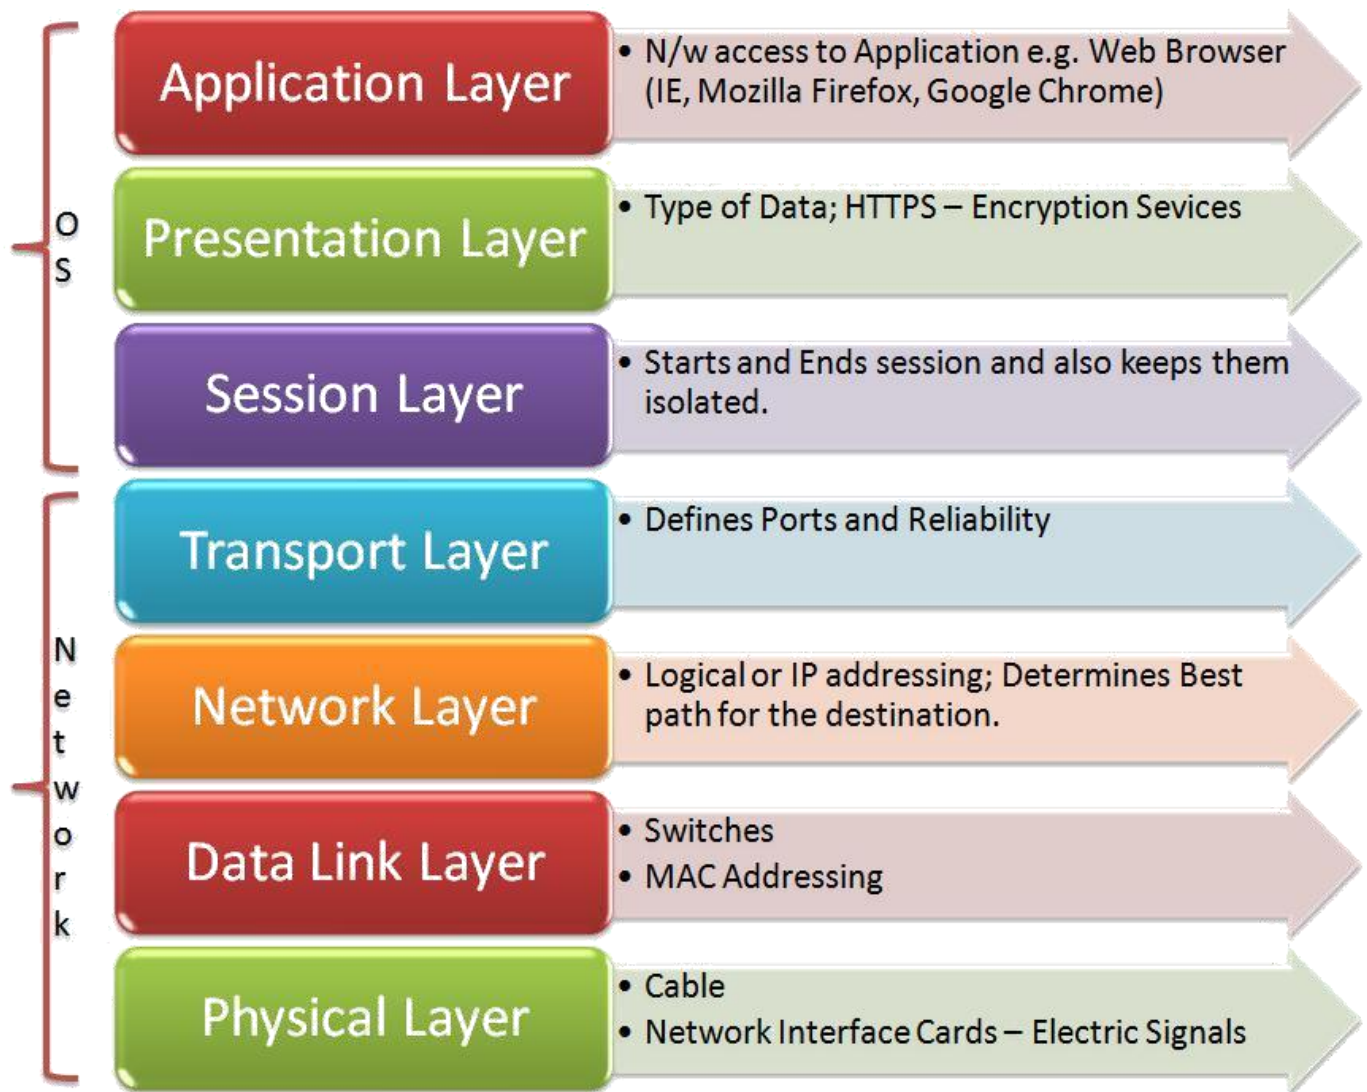 OS
Application Layer
• N/w access to Application e.g. Web Browser
(IE, Mozilla Firefox, Google Chrome)
Presentation Layer
• Type of Data; HTTPS – Encryption Sevices
Session Layer
• Starts and Ends session and also keeps them
isolated.
Network
Transport Layer
• Defines Ports and Reliability
Network Layer
• Logical or IP addressing; Determines Best
path for the destination.
Data Link Layer
• Switches
• MAC Addressing
Physical Layer
• Cable
• Network Interface Cards – Electric Signals